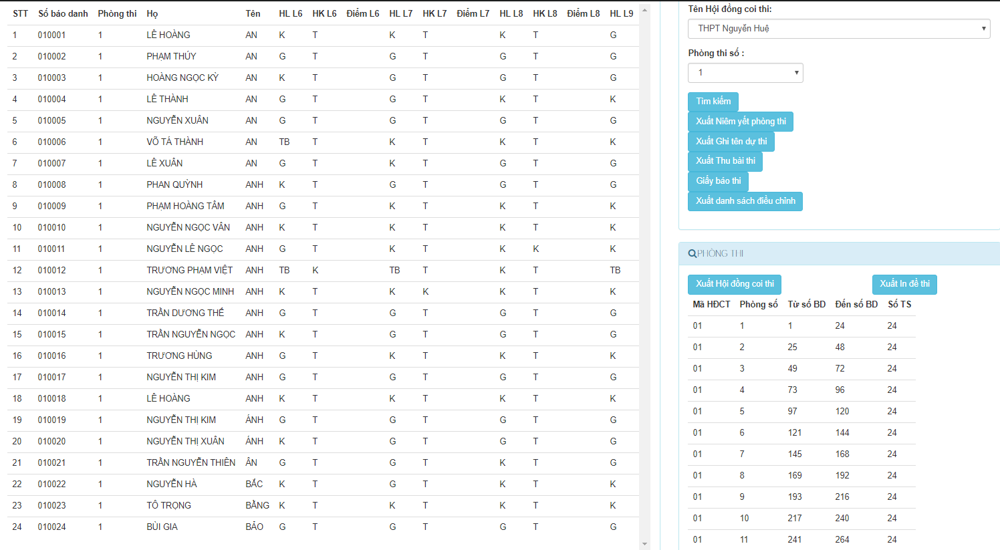 STT Số báo danh Phòng thi Họ Tên HL L6 HK L6 Điểm L6 HL L7 HK L7 Điểm L7 HL L8 HK L8 Điểm L8 HL L9
1 010001 1 LÊ HOÀNG AN K T K T K T G
2 010002 1 PHẠM THÚY AN G T G T G T G
3 010003 1 HOÀNG NGỌC KỲ AN K T G T G T G
4 010004 1 LÊ THÀNH AN G T G T K T K
5 010005 1 NGUYỄN XUÂN AN G T G T G T G
6 010006 1 VÕ TÁ THÀNH AN TB T K T K T K
7 010007 1 LÊ XUÂN AN G T K T G T G
8 010008 1 PHAN QUỲNH ANH K T G T G T G
9 010009 1 PHẠM HOÀNG TÂM ANH G T K T K T K
10 010010 1 NGUYỄN NGỌC VÂN ANH K T K T K T K
11 010011 1 NGUYỄN LÊ NGỌC ANH G T K T K K K
12 010012 1 TRƯƠNG PHẠM VIỆT ANH TB K TB T K T TB
13 010013 1 NGUYỄN NGỌC MINH ANH K T K K K T K
14 010014 1 TRẦN DƯƠNG THẾ ANH G T G T G T G
15 010015 1 TRẦN NGUYỄN NGỌC ANH K T G T G T G
16 010016 1 TRƯƠNG HÙNG ANH G T K T K T K
17 010017 1 NGUYỄN THỊ KIM ANH G T G T G T G
18 010018 1 LÊ HOÀNG ANH K T K T K T K
19 010019 1 NGUYỄN THỊ KIM ÁNH G T G T G T G
20 010020 1 NGUYỄN THỊ XUÂN ÁNH K T G T G T G
21 010021 1 TRẦN NGUYỄN THIÊN ÂN G T G T K T G
22 010022 1 NGUYỄN HÀ BẮC K T G T K T K
23 010023 1 TÔ TRỌNG BẰNG K T K T K T K
24 010024 1 BÙI GIA BẢO G T G T G T G
Tên Hội đồng coi thi:
THPT Nguyễn Huệ
Phòng thi số :
1
Tìm kiếm
Xuất Niêm yết phòng thi
Xuất Ghi tên dự thi
Xuất Thu bài thi
Giấy báo thi
Xuất danh sách điều chỉnh
PHÒNG THI
Xuất Hội đồng coi thi Xuất In đề thi
Mã HĐCT Phòng số Từ số BD Đến số BD Số TS
01 1 1 24 24
01 2 25 48 24
01 3 49 72 24
01 4 73 96 24
01 5 97 120 24
01 6 121 144 24
01 7 145 168 24
01 8 169 192 24
01 9 193 216 24
01 10 217 240 24
01 11 241 264 24